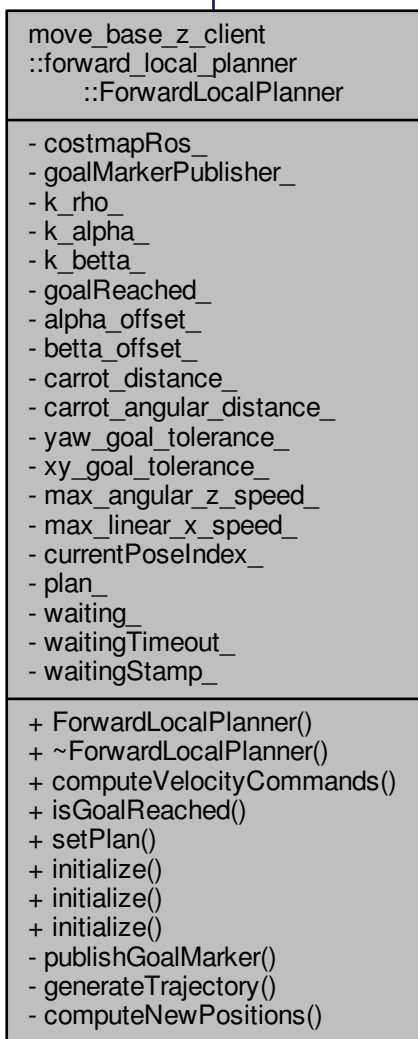 move_base_z_client
::forward_local_planner
::ForwardLocalPlanner
- costmapRos_
- goalMarkerPublisher_
- k_rho_
- k_alpha_
- k_betta_
- goalReached_
- alpha_offset_
- betta_offset_
- carrot_distance_
- carrot_angular_distance_
- yaw_goal_tolerance_
- xy_goal_tolerance_
- max_angular_z_speed_
- max_linear_x_speed_
- currentPoseIndex_
- plan_
- waiting_
- waitingTimeout_
- waitingStamp_
+ ForwardLocalPlanner()
+ ~ForwardLocalPlanner()
+ computeVelocityCommands()
+ isGoalReached()
+ setPlan()
+ initialize()
+ initialize()
+ initialize()
- publishGoalMarker()
- generateTrajectory()
- computeNewPositions()